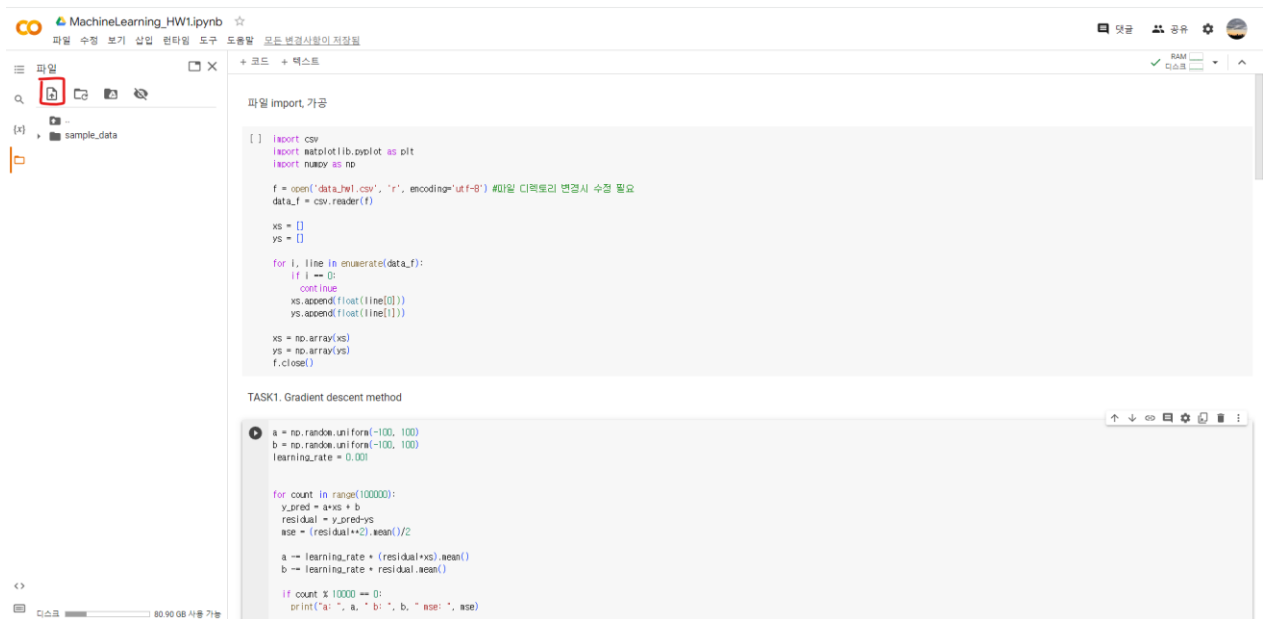 MachineLearning_HW1.ipynb
파일 수정 보기 삽입 런타임 도구 도움말 모든 변경사항이 저장됨
댓글 공유
파일
+ 코드 + 텍스트
RAM
디스크
..
sample_data
{x}
파일 import, 가공
[ ] import csv
import matplotlib.pyplot as plt
import numpy as np
f = open('data_hw1.csv', 'r', encoding='utf-8') #파일 디렉토리 변경시 수정 필요
data_f = csv.reader(f)
xs = []
ys = []
for i, line in enumerate(data_f):
if i == 0:
continue
xs.append(float(line[0]))
ys.append(float(line[1]))
xs = np.array(xs)
ys = np.array(ys)
f.close()
TASK1. Gradient descent method
a = np.random.uniform(-100, 100)
b = np.random.uniform(-100, 100)
learning_rate = 0.001
for count in range(100000):
y_pred = a*xs + b
residual = y_pred-ys
mse = (residual**2).mean()/2
a -= learning_rate * (residual*xs).mean()
b -= learning_rate * residual.mean()
if count % 10000 == 0:
print("a: ", a, " b: ", b, " mse: ", mse)
<>
디스크 80.90 GB 사용 가능